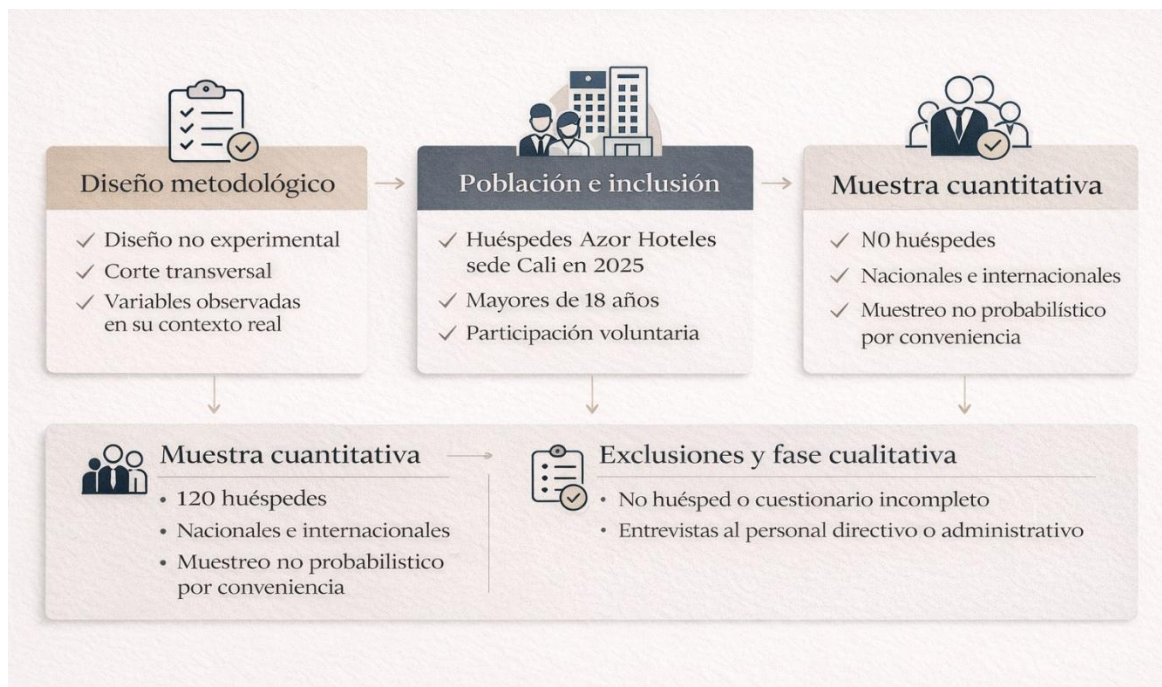 Diseño metodológico
Diseño no experimental
Corte transversal
Variables observadas
en su contexto real
Población e inclusión
Huéspedes Azor Hoteles
sede Cali en 2025
Mayores de 18 años
Participación voluntaria
Muestra cuantitativa
N0 huéspedes
Nacionales e internacionales
Muestreo no probabilístico
por conveniencia
Muestra cuantitativa
120 huéspedes
Nacionales e internacionales
Muestreo no probabilistico
por conveniencia
Exclusiones y fase cualitativa
No huésped o cuestionario incompleto
Entrevistas al personal directivo o administrativo